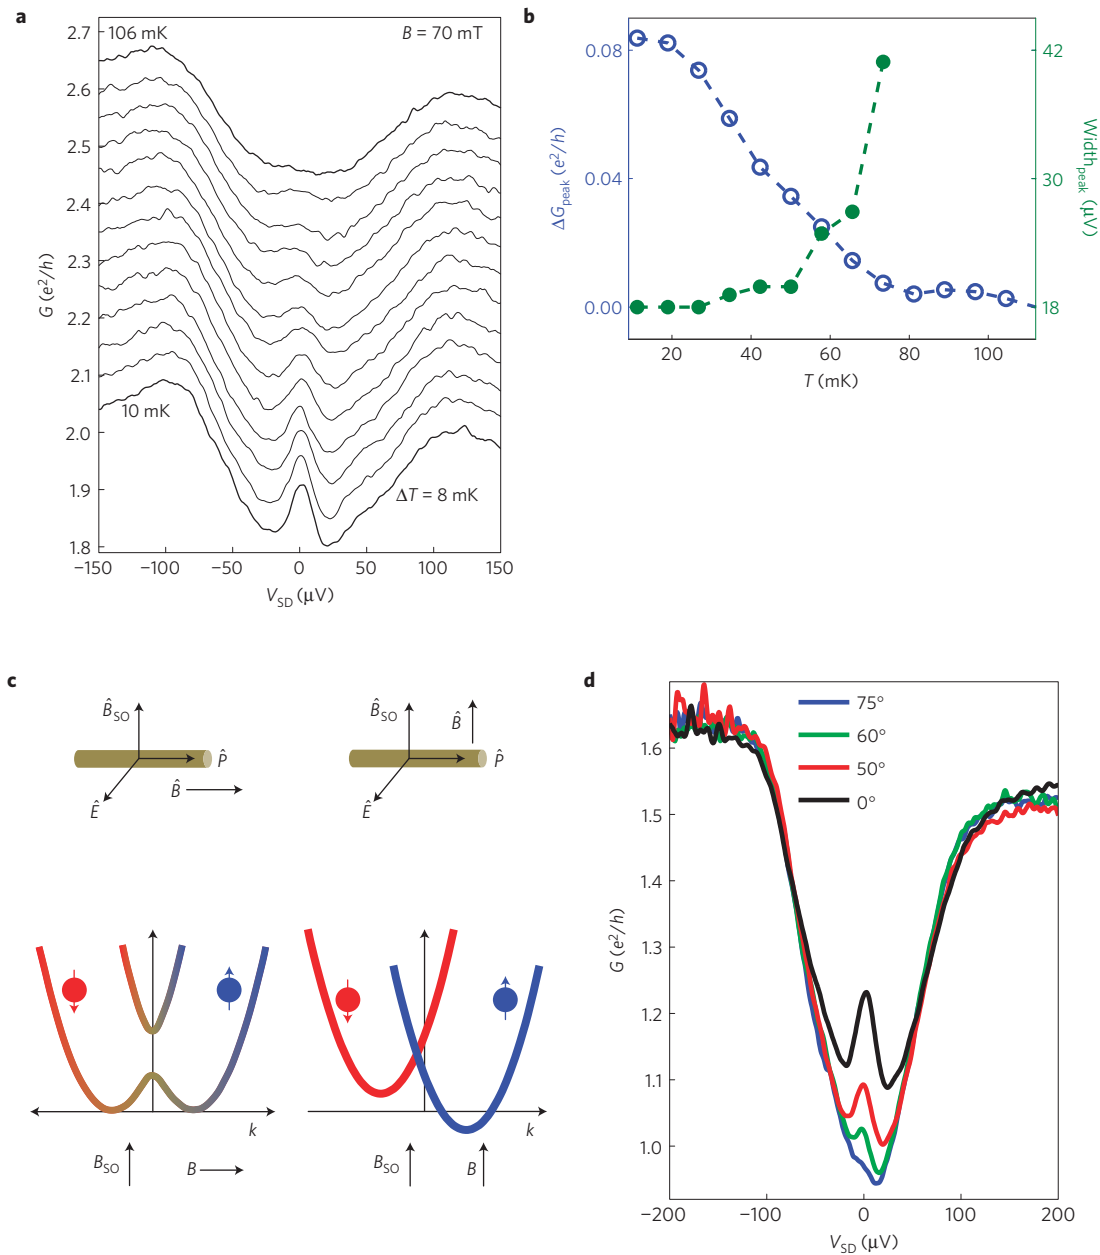 a
106 mK
B = 70 mT
2.7
2.6
2.5
2.4
2.3
2.2
2.1
2.0
1.9
1.8
G (e²/h)
10 mK
ΔT = 8 mK
−150
−100
−50
0
50
100
150
V_SD (μV)
b
0.08
0.04
0.00
ΔG_peak (e²/h)
42
30
18
Width_peak (μV)
20
40
60
80
100
T (mK)
c
B̂_SO
P̂
B̂
Ê
B̂_SO
B̂
P̂
Ê
k
B_SO
B
k
B_SO
B
d
75°
60°
50°
0°
1.6
1.5
1.4
1.3
1.2
1.1
1.0
G (e²/h)
−200
−100
0
100
200
V_SD (μV)